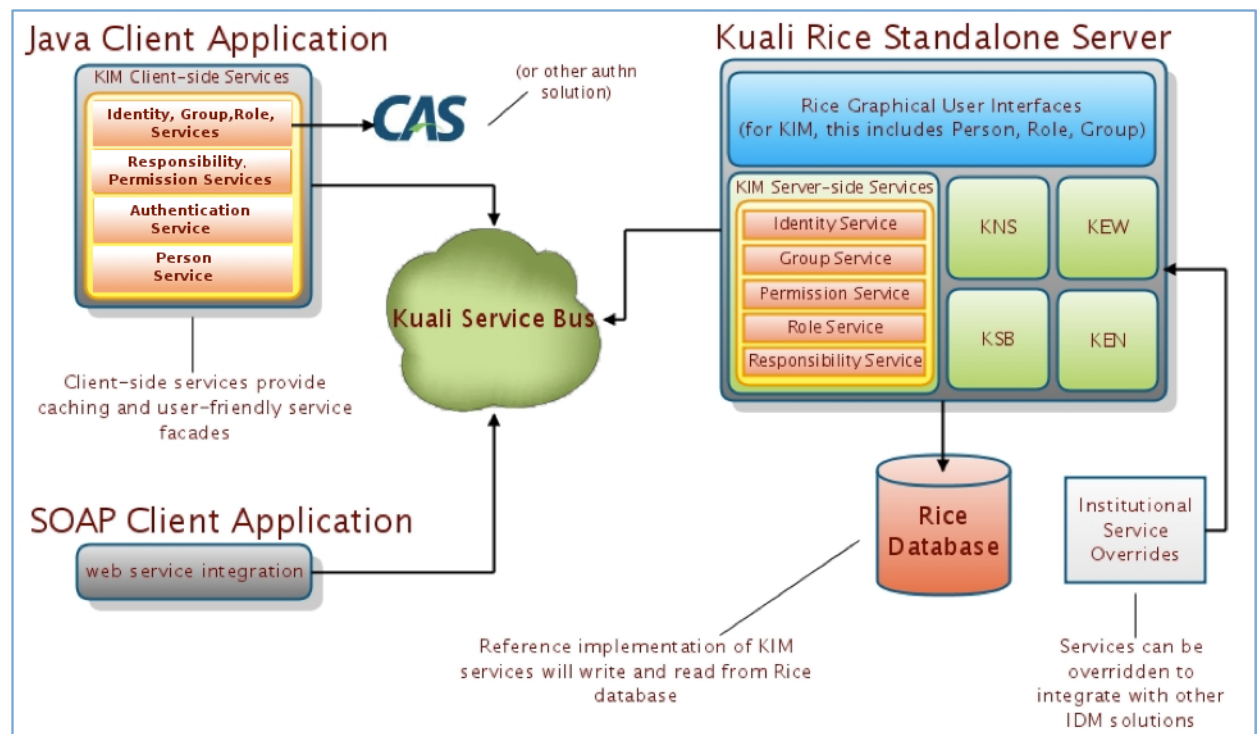 Java Client Application
KIM Client-side Services
Identity, Group,Role,
Services
Responsibility,
Permission Services
Authentication
Service
Person
Service
CAS
(or other authn
solution)
Client-side services provide
caching and user-friendly service
facades
Kuali Service Bus
SOAP Client Application
web service integration
Kuali Rice Standalone Server
Rice Graphical User Interfaces
(for KIM, this includes Person, Role, Group)
KIM Server-side Services
Identity Service
Group Service
Permission Service
Role Service
Responsibility Service
KNS
KEW
KSB
KEN
Rice
Database
Reference implementation of KIM
services will write and read from Rice
database
Institutional
Service
Overrides
Services can be
overridden to
integrate with other
IDM solutions